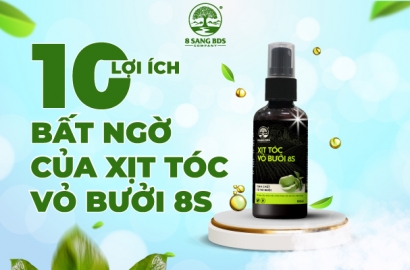 8 SANG BDS
COMPANY
10 LỢI ÍCH
BẤT NGỜ
CỦA XỊT TÓC
VỎ BƯỞI 8S
XỊT TÓC
VỎ BƯỞI 8S